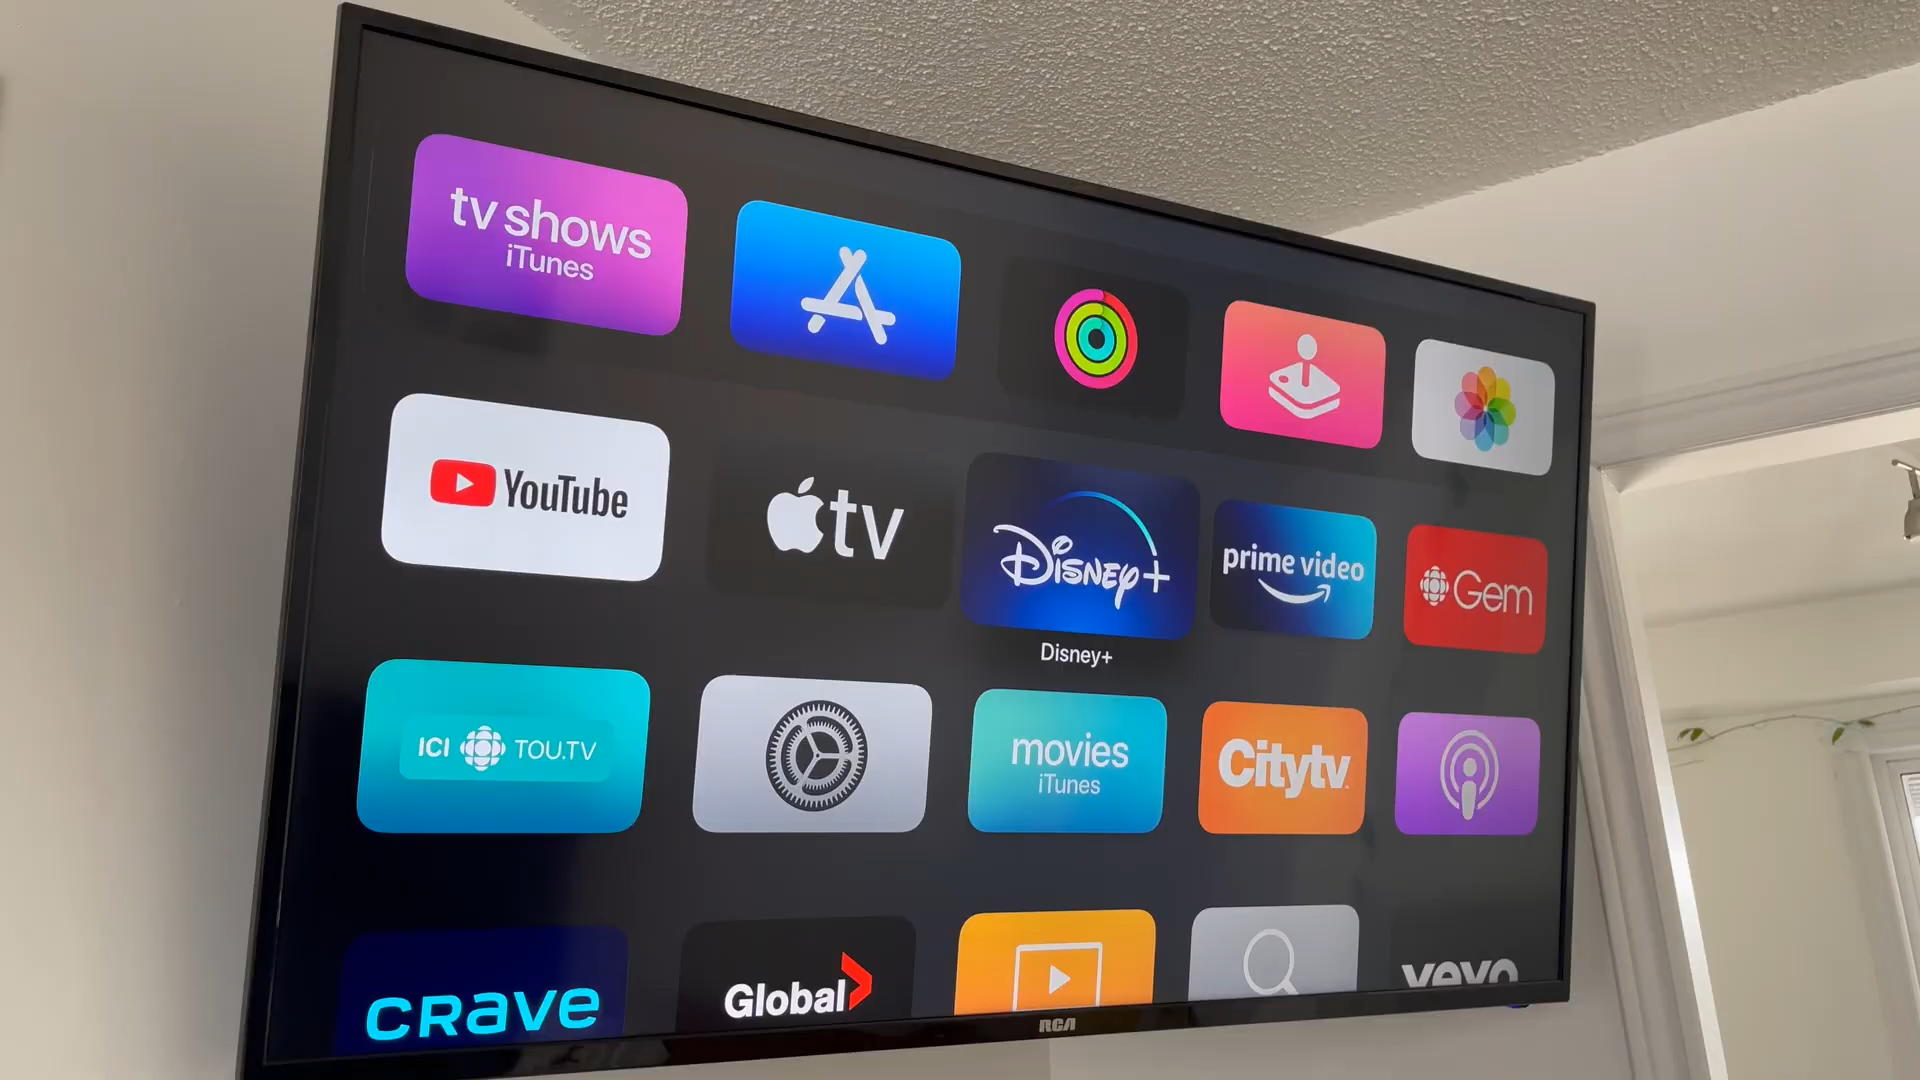 tv shows
iTunes
YouTube
tv
Disney+
prime video
Gem
Disney+
ICI TOU.TV
movies
iTunes
Citytv
CRAVE
Global
vevo
RCA